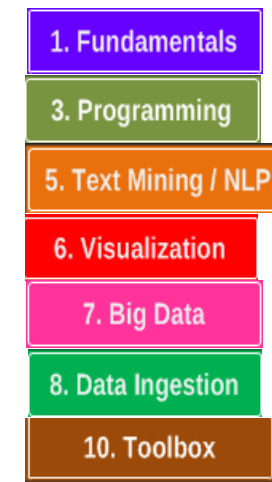 1. Fundamentals
3. Programming
5. Text Mining / NLP
6. Visualization
7. Big Data
8. Data Ingestion
10. Toolbox